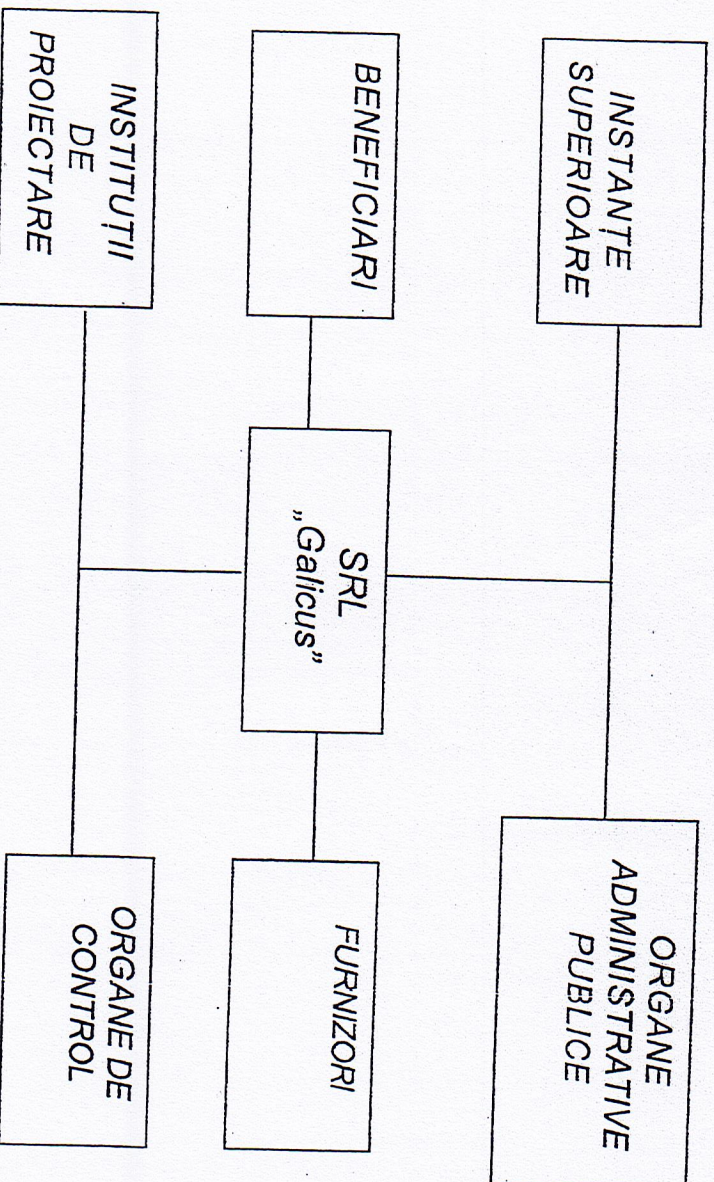 INSTANȚE
SUPERIOARE
ORGANE
ADMINISTRATIVE
PUBLICE
BENEFICIARI
SRL
„Galicus”
FURNIZORI
INSTITUȚII
DE
PROIECTARE
ORGANE DE
CONTROL